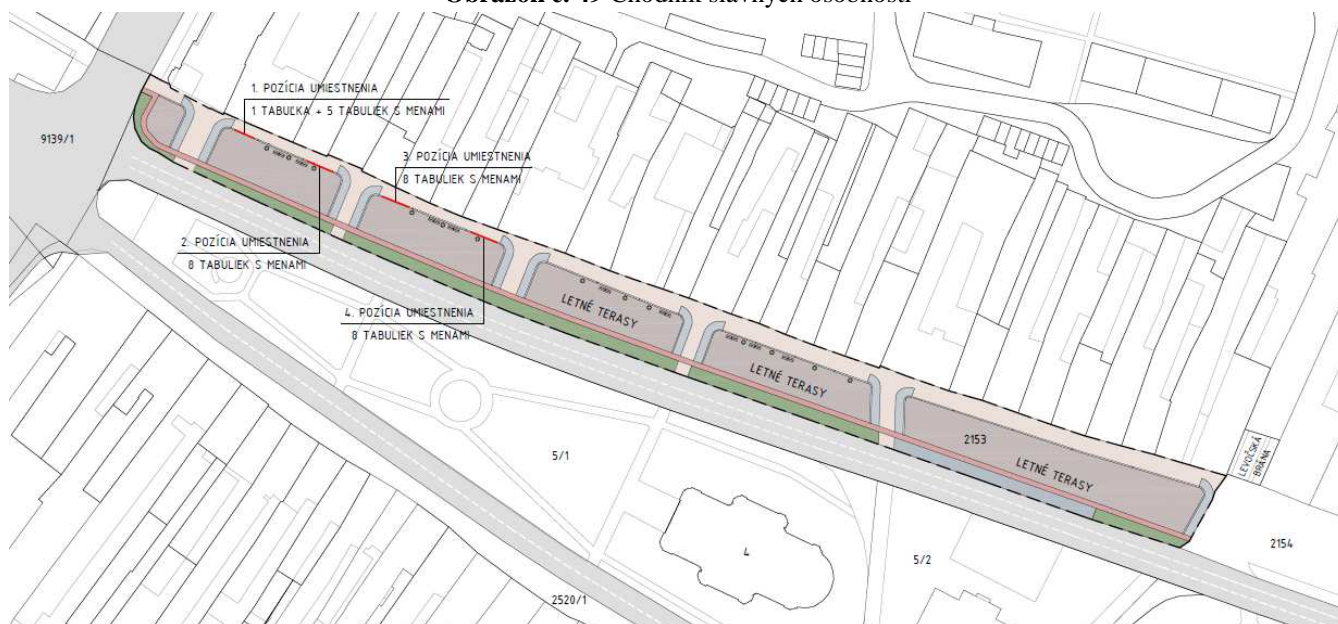 Obrázok č. 49 Chodník slávnych osobností
1. POZÍCIA UMIESTNENIA
1 TABUĽKA + 5 TABULIEK S MENAMI
9139/1
3. POZÍCIA UMIESTNENIA
8 TABULIEK S MENAMI
2. POZÍCIA UMIESTNENIA
8 TABULIEK S MENAMI
4. POZÍCIA UMIESTNENIA
8 TABULIEK S MENAMI
LETNÉ TERASY
LETNÉ TERASY
2153
LETNÉ TERASY
LEVOČSKÁ
BRÁNA
5/1
4
5/2
2154
2520/1